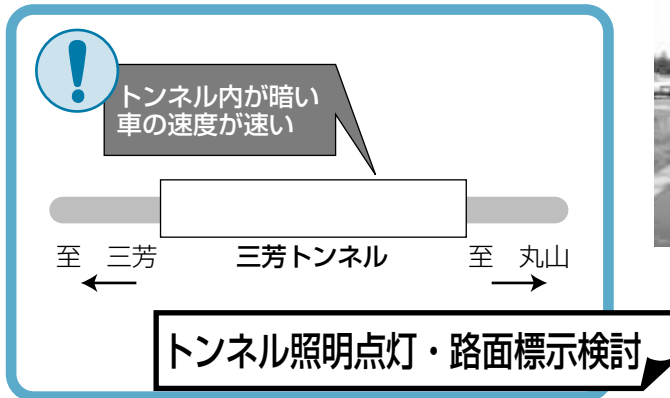 !
トンネル内が暗い
車の速度が速い
至 三芳
三芳トンネル
至 丸山
トンネル照明点灯・路面標示検討